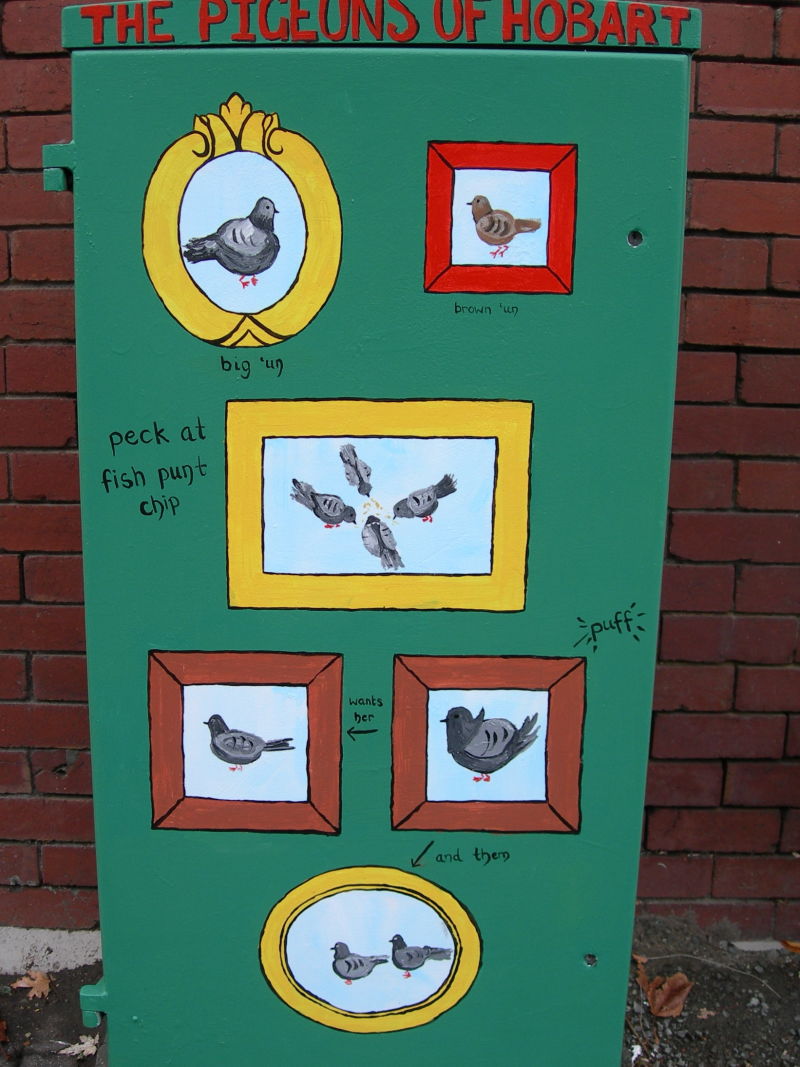 THE PIGEONS OF HOBART
big 'un
brown 'un
peck at
fish punt
chip
puff
wants
her
and them